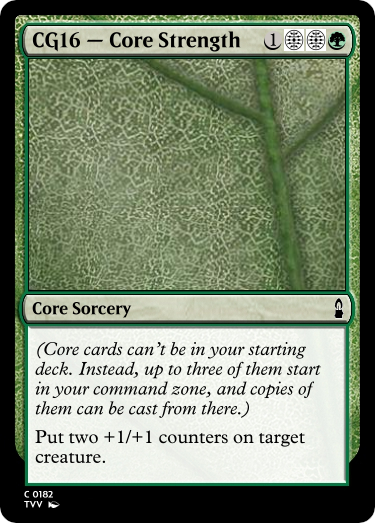 CG16 — Core Strength 1
Core Sorcery
(Core cards can't be in your starting
deck. Instead, up to three of them start
in your command zone, and copies of
them can be cast from there.)
Put two +1/+1 counters on target
creature.
C 0182
TVV